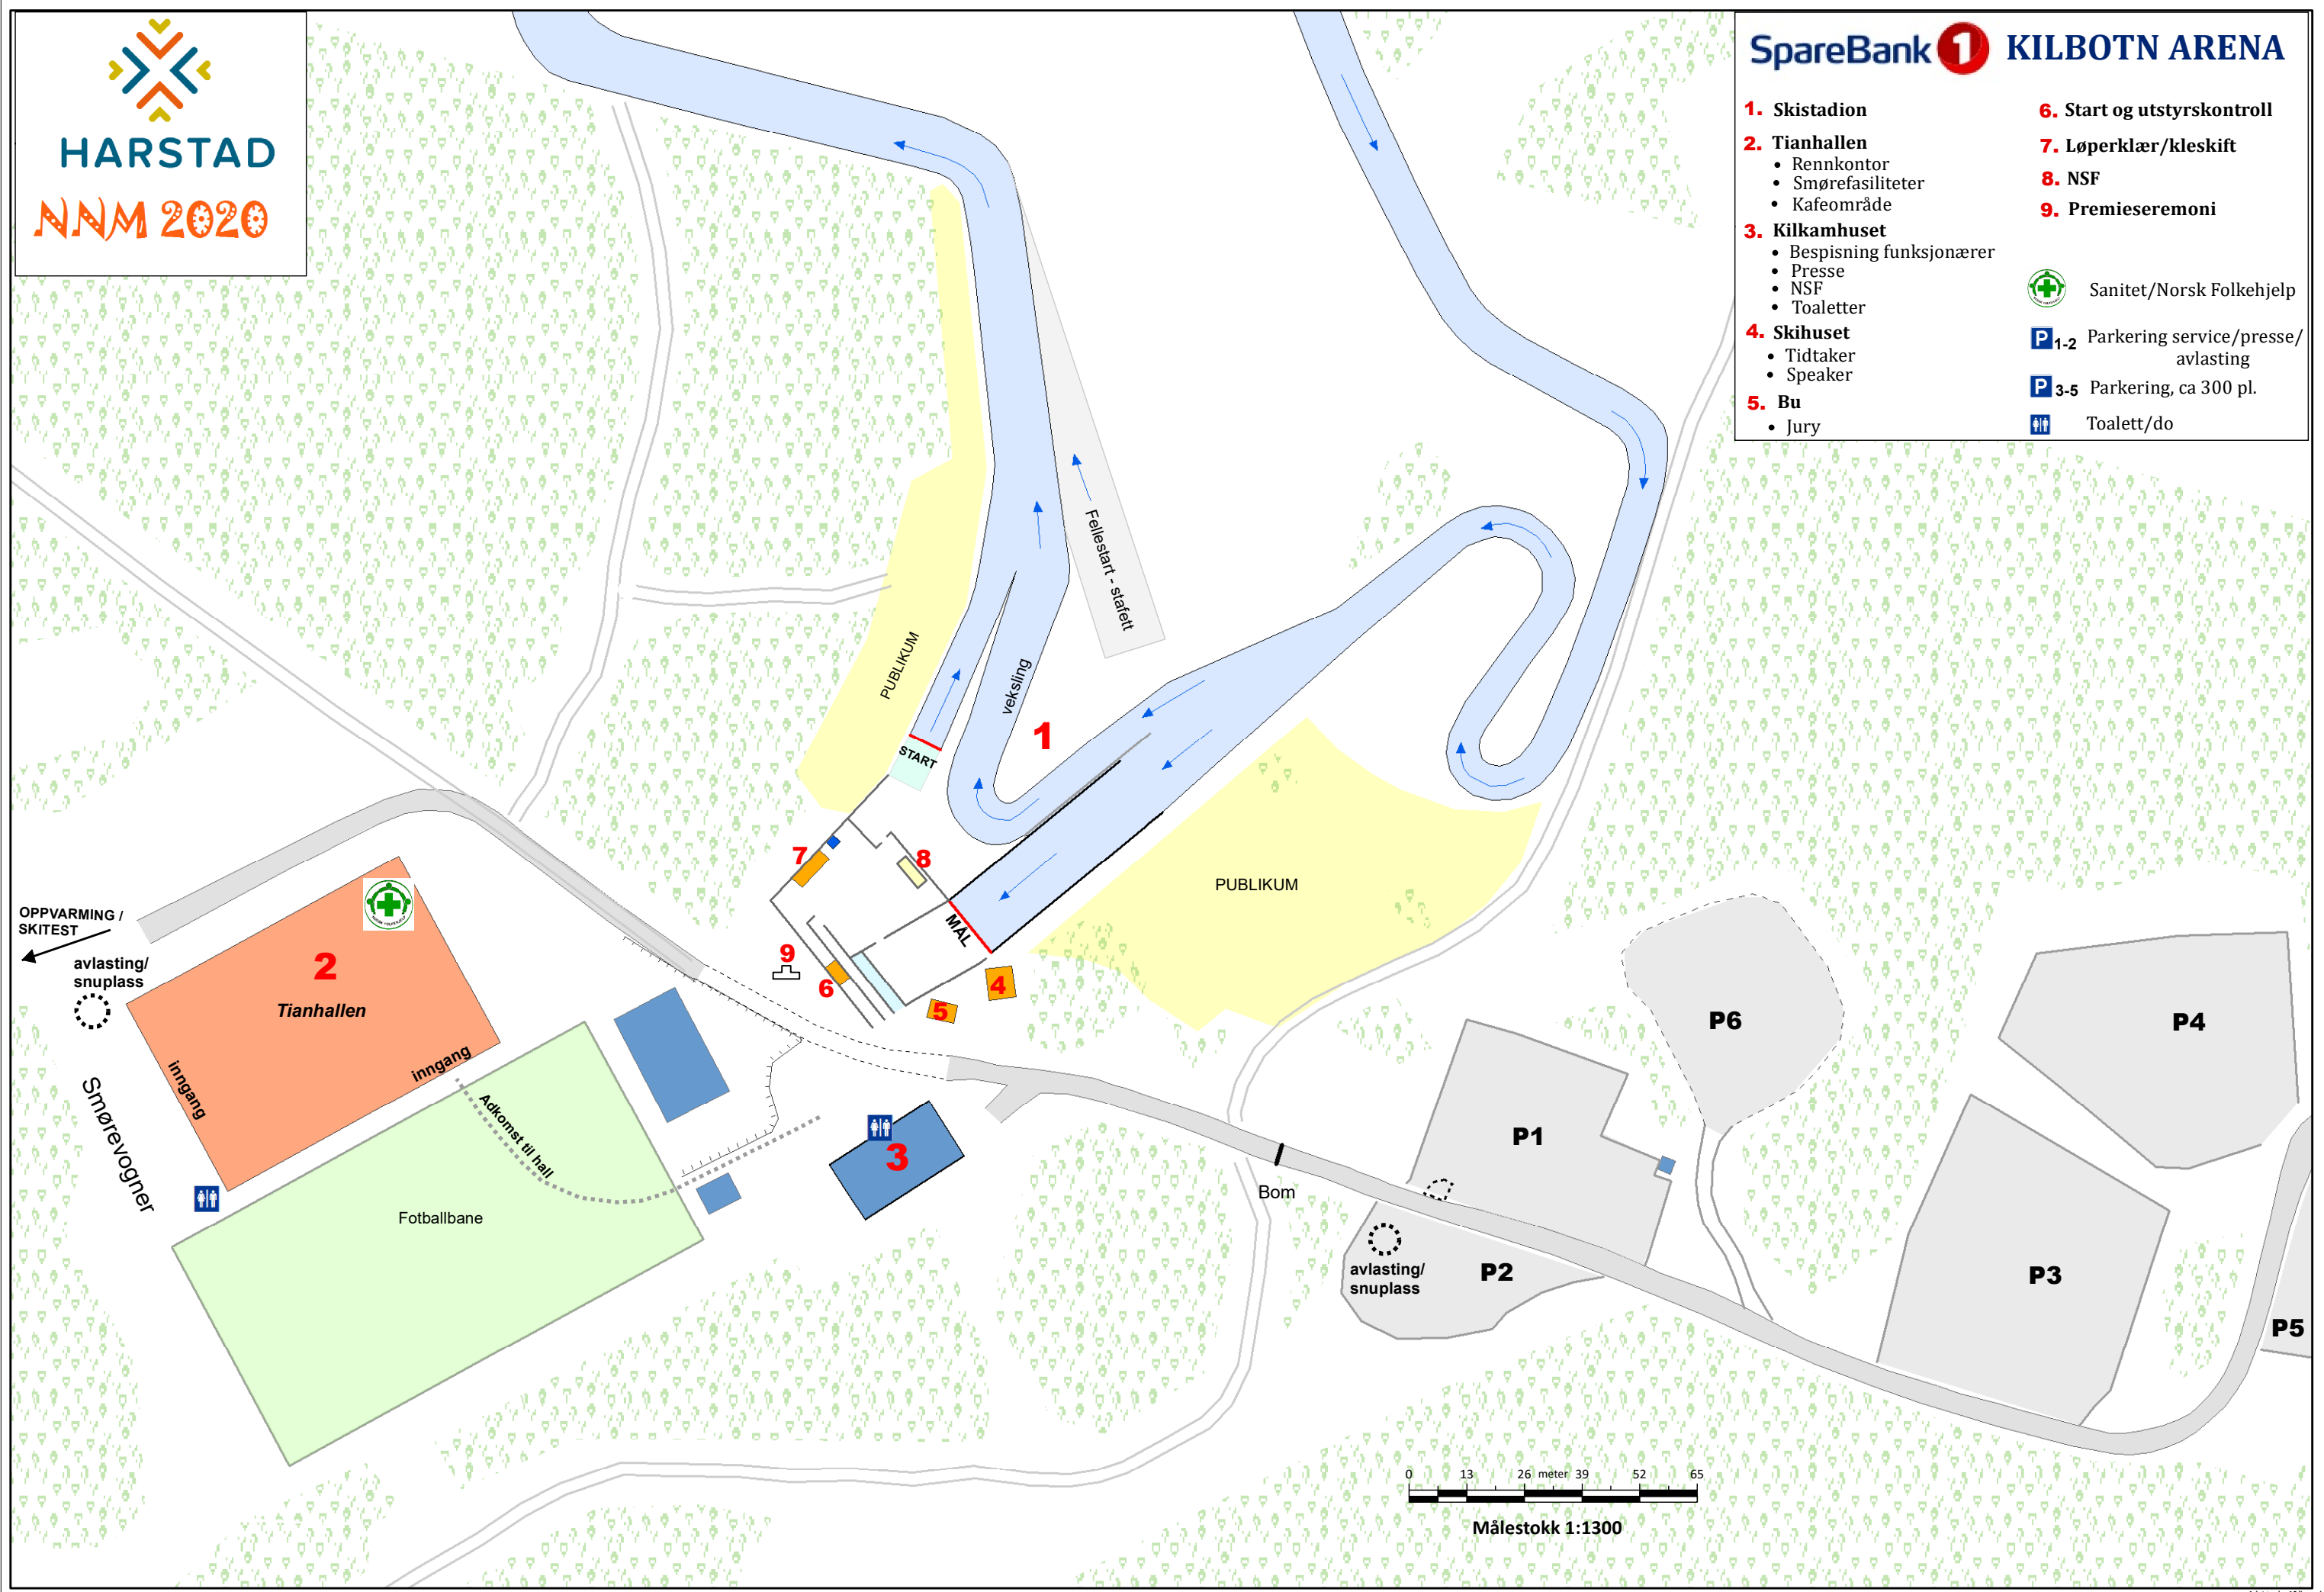 HARSTAD
NNM 2020
SpareBank 1 KILBOTN ARENA
1. Skistadion
2. Tianhallen
• Rennkontor
• Smørefasiliteter
• Kafeområde
3. Kilkamhuset
• Bespisning funksjonærer
• Presse
• NSF
• Toaletter
4. Skihuset
• Tidtaker
• Speaker
5. Bu
• Jury
6. Start og utstyrskontroll
7. Løperklær/kleskift
8. NSF
9. Premieseremoni
Sanitet/Norsk Folkehjelp
P 1-2 Parkering service/presse/
avlasting
P 3-5 Parkering, ca 300 pl.
Toalett/do
Fellestart - stafett
PUBLIKUM
veksling
1
START
7
8
PUBLIKUM
MÅL
9
6
4
5
OPPVARMING /
SKITEST
avlasting/
snuplass
2
Tianhallen
inngang
inngang
Smørevogner
Adkomst til hall
Fotballbane
3
Bom
P6
P4
P1
P2
avlasting/
snuplass
P3
P5
0 13 26 meter 39 52 65
Målestokk 1:1300